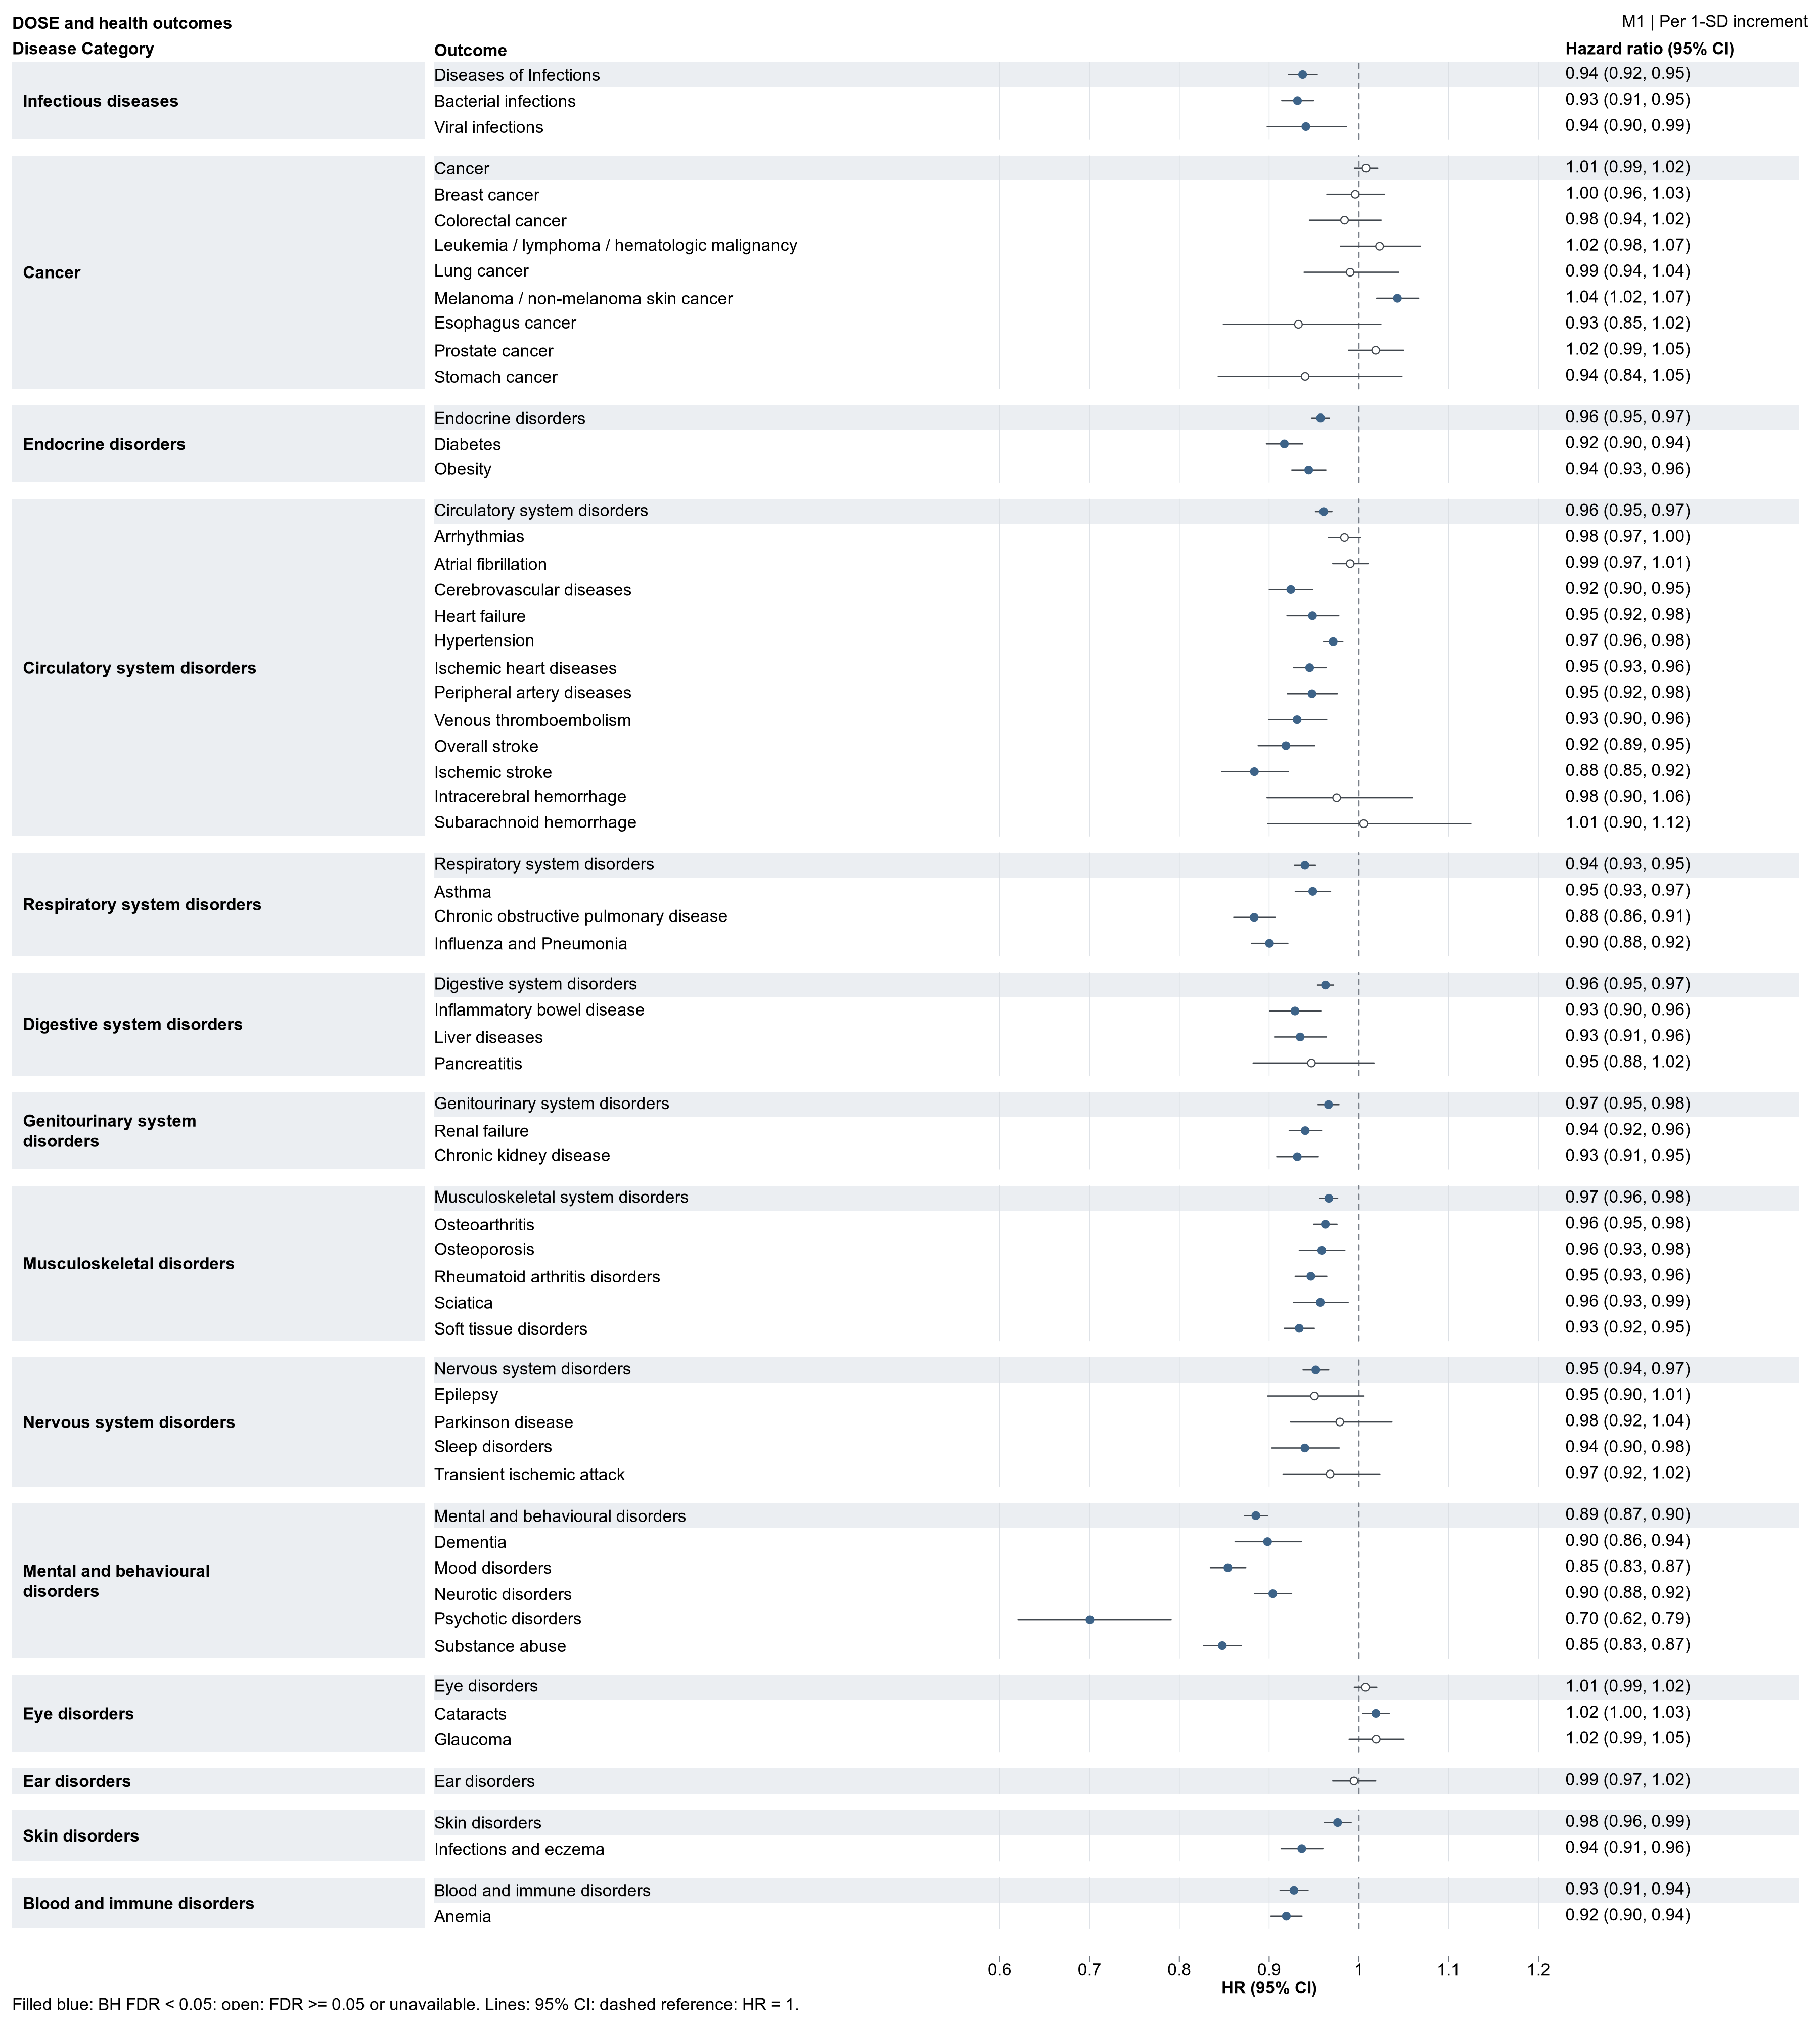 DOSE and health outcomes
M1 | Per 1-SD increment
Disease Category Outcome Hazard ratio (95% CI)
Infectious diseases
Diseases of Infections 0.94 (0.92, 0.95)
Bacterial infections 0.93 (0.91, 0.95)
Viral infections 0.94 (0.90, 0.99)
Cancer
Cancer 1.01 (0.99, 1.02)
Breast cancer 1.00 (0.96, 1.03)
Colorectal cancer 0.98 (0.94, 1.02)
Leukemia / lymphoma / hematologic malignancy 1.02 (0.98, 1.07)
Lung cancer 0.99 (0.94, 1.04)
Melanoma / non-melanoma skin cancer 1.04 (1.02, 1.07)
Esophagus cancer 0.93 (0.85, 1.02)
Prostate cancer 1.02 (0.99, 1.05)
Stomach cancer 0.94 (0.84, 1.05)
Endocrine disorders
Endocrine disorders 0.96 (0.95, 0.97)
Diabetes 0.92 (0.90, 0.94)
Obesity 0.94 (0.93, 0.96)
Circulatory system disorders
Circulatory system disorders 0.96 (0.95, 0.97)
Arrhythmias 0.98 (0.97, 1.00)
Atrial fibrillation 0.99 (0.97, 1.01)
Cerebrovascular diseases 0.92 (0.90, 0.95)
Heart failure 0.95 (0.92, 0.98)
Hypertension 0.97 (0.96, 0.98)
Ischemic heart diseases 0.95 (0.93, 0.96)
Peripheral artery diseases 0.95 (0.92, 0.98)
Venous thromboembolism 0.93 (0.90, 0.96)
Overall stroke 0.92 (0.89, 0.95)
Ischemic stroke 0.88 (0.85, 0.92)
Intracerebral hemorrhage 0.98 (0.90, 1.06)
Subarachnoid hemorrhage 1.01 (0.90, 1.12)
Respiratory system disorders
Respiratory system disorders 0.94 (0.93, 0.95)
Asthma 0.95 (0.93, 0.97)
Chronic obstructive pulmonary disease 0.88 (0.86, 0.91)
Influenza and Pneumonia 0.90 (0.88, 0.92)
Digestive system disorders
Digestive system disorders 0.96 (0.95, 0.97)
Inflammatory bowel disease 0.93 (0.90, 0.96)
Liver diseases 0.93 (0.91, 0.96)
Pancreatitis 0.95 (0.88, 1.02)
Genitourinary system
disorders
Genitourinary system disorders 0.97 (0.95, 0.98)
Renal failure 0.94 (0.92, 0.96)
Chronic kidney disease 0.93 (0.91, 0.95)
Musculoskeletal disorders
Musculoskeletal system disorders 0.97 (0.96, 0.98)
Osteoarthritis 0.96 (0.95, 0.98)
Osteoporosis 0.96 (0.93, 0.98)
Rheumatoid arthritis disorders 0.95 (0.93, 0.96)
Sciatica 0.96 (0.93, 0.99)
Soft tissue disorders 0.93 (0.92, 0.95)
Nervous system disorders
Nervous system disorders 0.95 (0.94, 0.97)
Epilepsy 0.95 (0.90, 1.01)
Parkinson disease 0.98 (0.92, 1.04)
Sleep disorders 0.94 (0.90, 0.98)
Transient ischemic attack 0.97 (0.92, 1.02)
Mental and behavioural
disorders
Mental and behavioural disorders 0.89 (0.87, 0.90)
Dementia 0.90 (0.86, 0.94)
Mood disorders 0.85 (0.83, 0.87)
Neurotic disorders 0.90 (0.88, 0.92)
Psychotic disorders 0.70 (0.62, 0.79)
Substance abuse 0.85 (0.83, 0.87)
Eye disorders
Eye disorders 1.01 (0.99, 1.02)
Cataracts 1.02 (1.00, 1.03)
Glaucoma 1.02 (0.99, 1.05)
Ear disorders
Ear disorders 0.99 (0.97, 1.02)
Skin disorders
Skin disorders 0.98 (0.96, 0.99)
Infections and eczema 0.94 (0.91, 0.96)
Blood and immune disorders
Blood and immune disorders 0.93 (0.91, 0.94)
Anemia 0.92 (0.90, 0.94)
0.6 0.7 0.8 0.9 1 1.1 1.2
HR (95% CI)
Filled blue: BH FDR < 0.05; open: FDR >= 0.05 or unavailable. Lines: 95% CI; dashed reference: HR = 1.